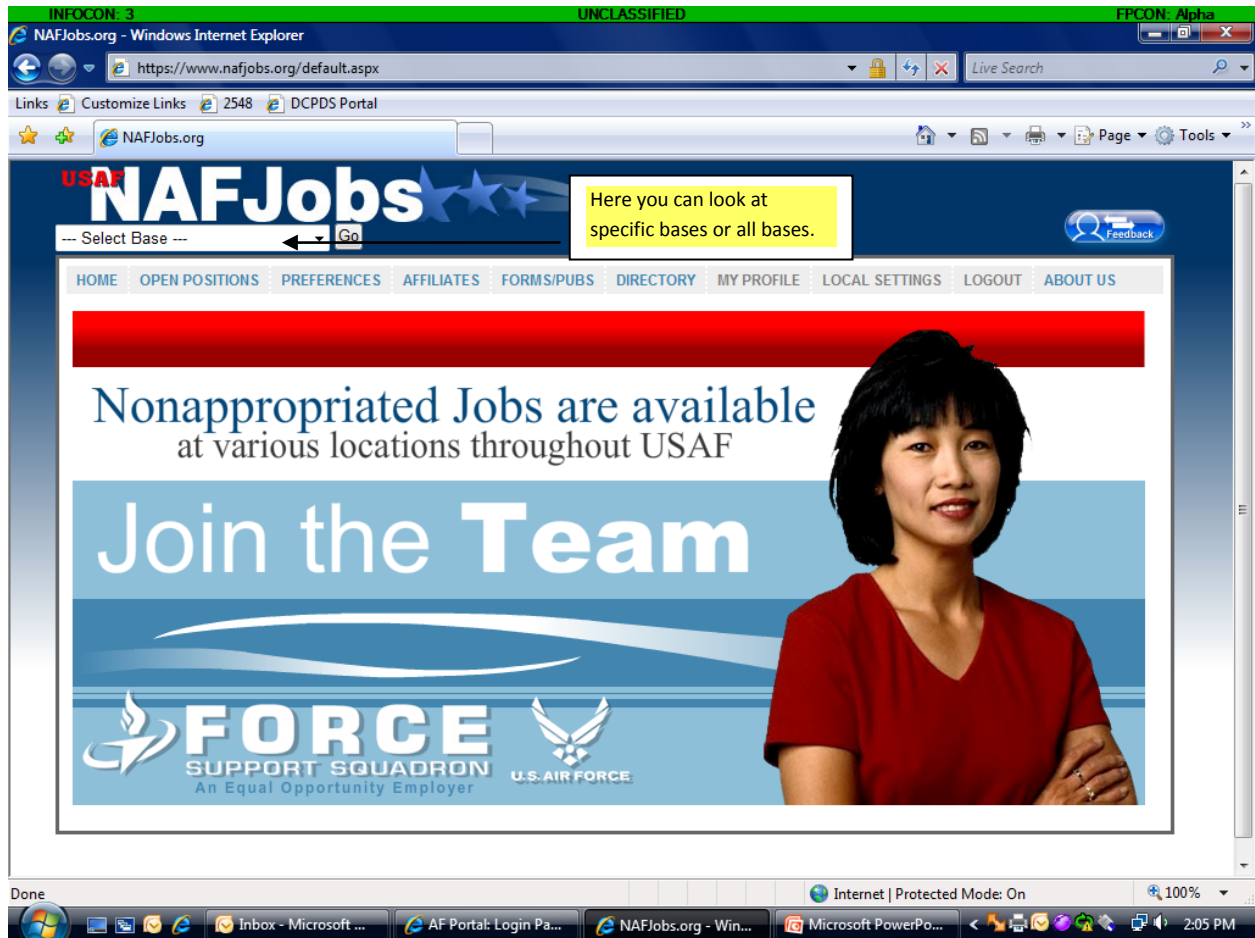 INFOCON: 3 UNCLASSIFIED FPCON: Alpha
NAFJobs.org - Windows Internet Explorer
https://www.nafjobs.org/default.aspx Live Search
Links Customize Links 2548 DCPDS Portal
NAFJobs.org Page Tools
USAF NAFJobs
Here you can look at
specific bases or all bases.
--- Select Base --- Go
Feedback
HOME OPEN POSITIONS PREFERENCES AFFILIATES FORMS/PUBS DIRECTORY MY PROFILE LOCAL SETTINGS LOGOUT ABOUT US
Nonappropriated Jobs are available
at various locations throughout USAF
Join the Team
FORCE
SUPPORT SQUADRON
An Equal Opportunity Employer
U.S. AIR FORCE
Done Internet | Protected Mode: On 100%
Inbox - Microsoft ... AF Portal: Login Pa... NAFJobs.org - Win... Microsoft PowerPo... 2:05 PM